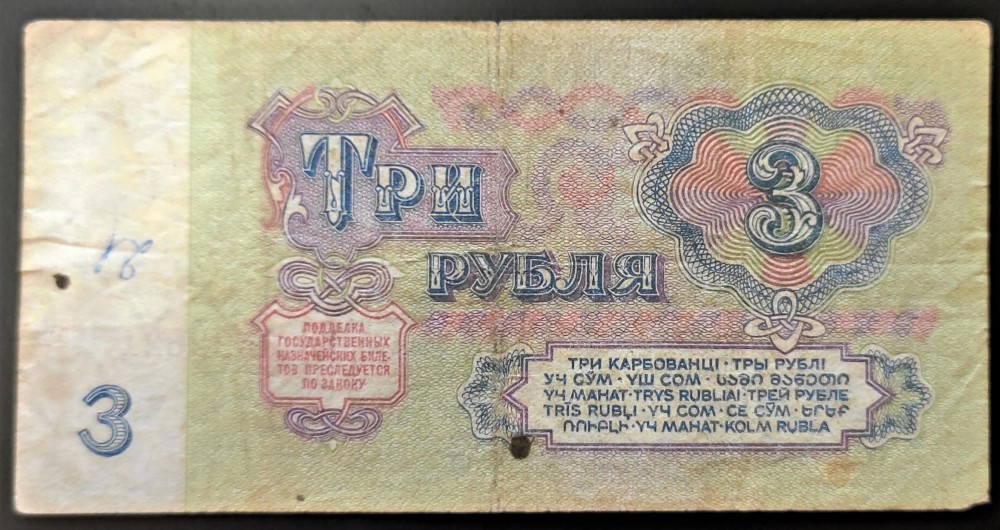 Три
РУБЛЯ
3
ПОДДЕЛКА
ГОСУДАРСТВЕННЫХ
КАЗНАЧЕЙСКИХ БИЛЕ-
ТОВ ПРЕСЛЕДУЕТСЯ
ПО ЗАКОНУ
3
ТРИ КАРБОВАНЦІ · ТРЫ РУБЛІ
УЧ СЎМ · ҮШ СОМ · ᲡᲐᲛᲘ ᲛᲐᲜᲔᲗᲘ
ҮЧ МАНАТ · TRYS RUBLIAI · ТРЕЙ РУБЛЕ
TRĪS RUBĻI · ҮЧ СОМ · СЕ СЎМ · ԵՐԵՔ
ՌՈՒԲԼԻ · ҮЧ МАНАТ · KOLM RUBLA